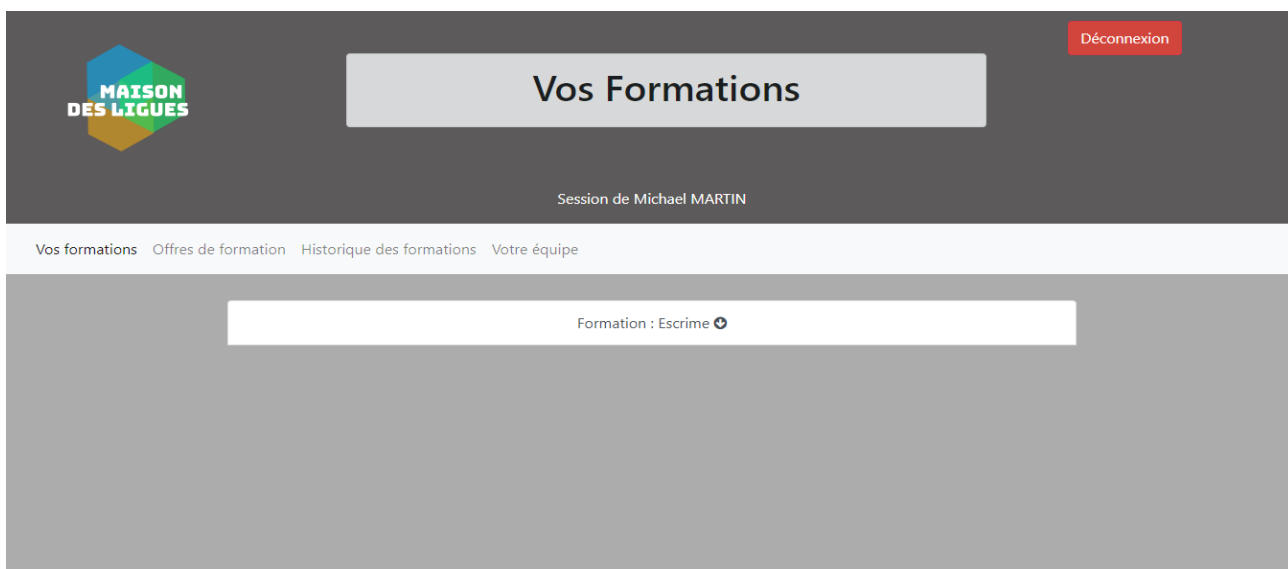 Déconnexion
MAISON
DES LIGUES
Vos Formations
Session de Michael MARTIN
Vos formations Offres de formation Historique des formations Votre équipe
Formation : Escrime